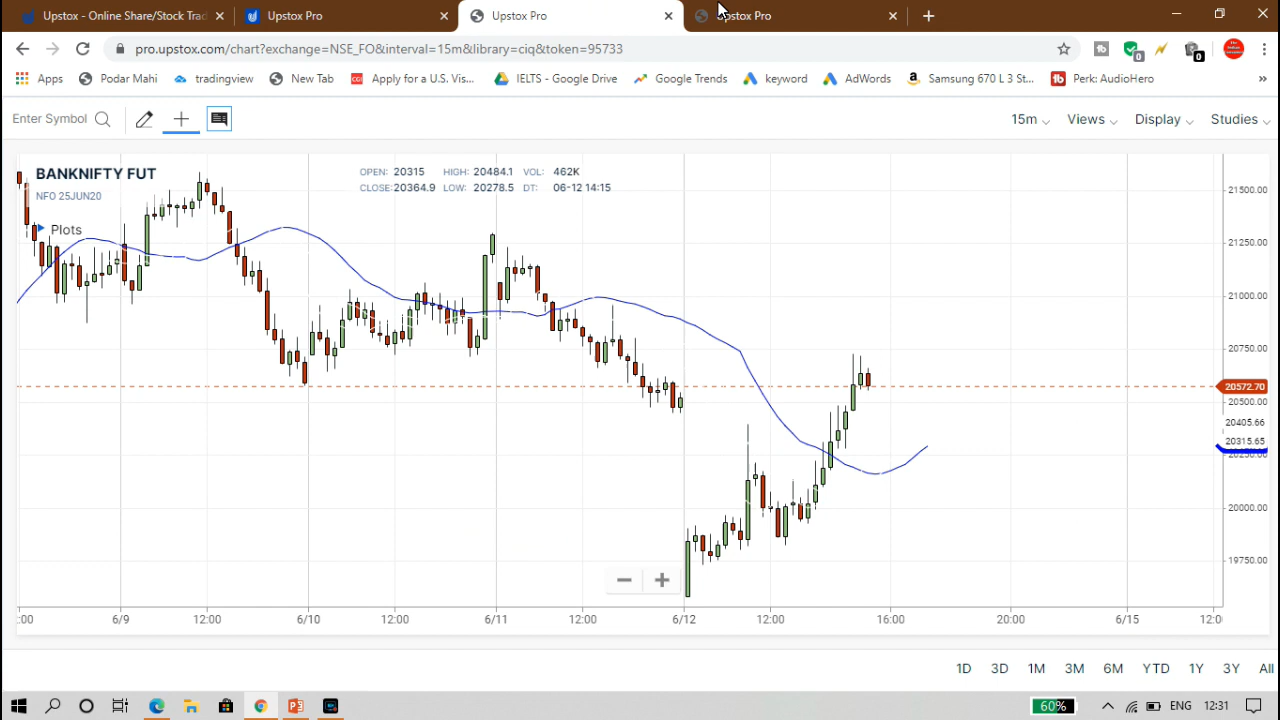 Upstox - Online Share/Stock Trad
Upstox Pro
Upstox Pro
Upstox Pro
pro.upstox.com/chart?exchange=NSE_FO&interval=15m&library=ciq&token=95733
Apps
Podar Mahi
tradingview
New Tab
Apply for a U.S. Vis...
IELTS - Google Drive
Google Trends
keyword
AdWords
Samsung 670 L 3 St...
Perk: AudioHero
Enter Symbol
15m
Views
Display
Studies
BANKNIFTY FUT
NFO 25JUN20
OPEN: 20315 HIGH: 20484.1 VOL: 462K
CLOSE: 20364.9 LOW: 20278.5 DT: 06-12 14:15
Plots
21500.00
21250.00
21000.00
20750.00
20572.70
20500.00
20405.66
20315.65
20250.00
20000.00
19750.00
:00 6/9 12:00 6/10 12:00 6/11 12:00 6/12 12:00 16:00 20:00 6/15 12:0
1D 3D 1M 3M 6M YTD 1Y 3Y All
60%
ENG
12:31